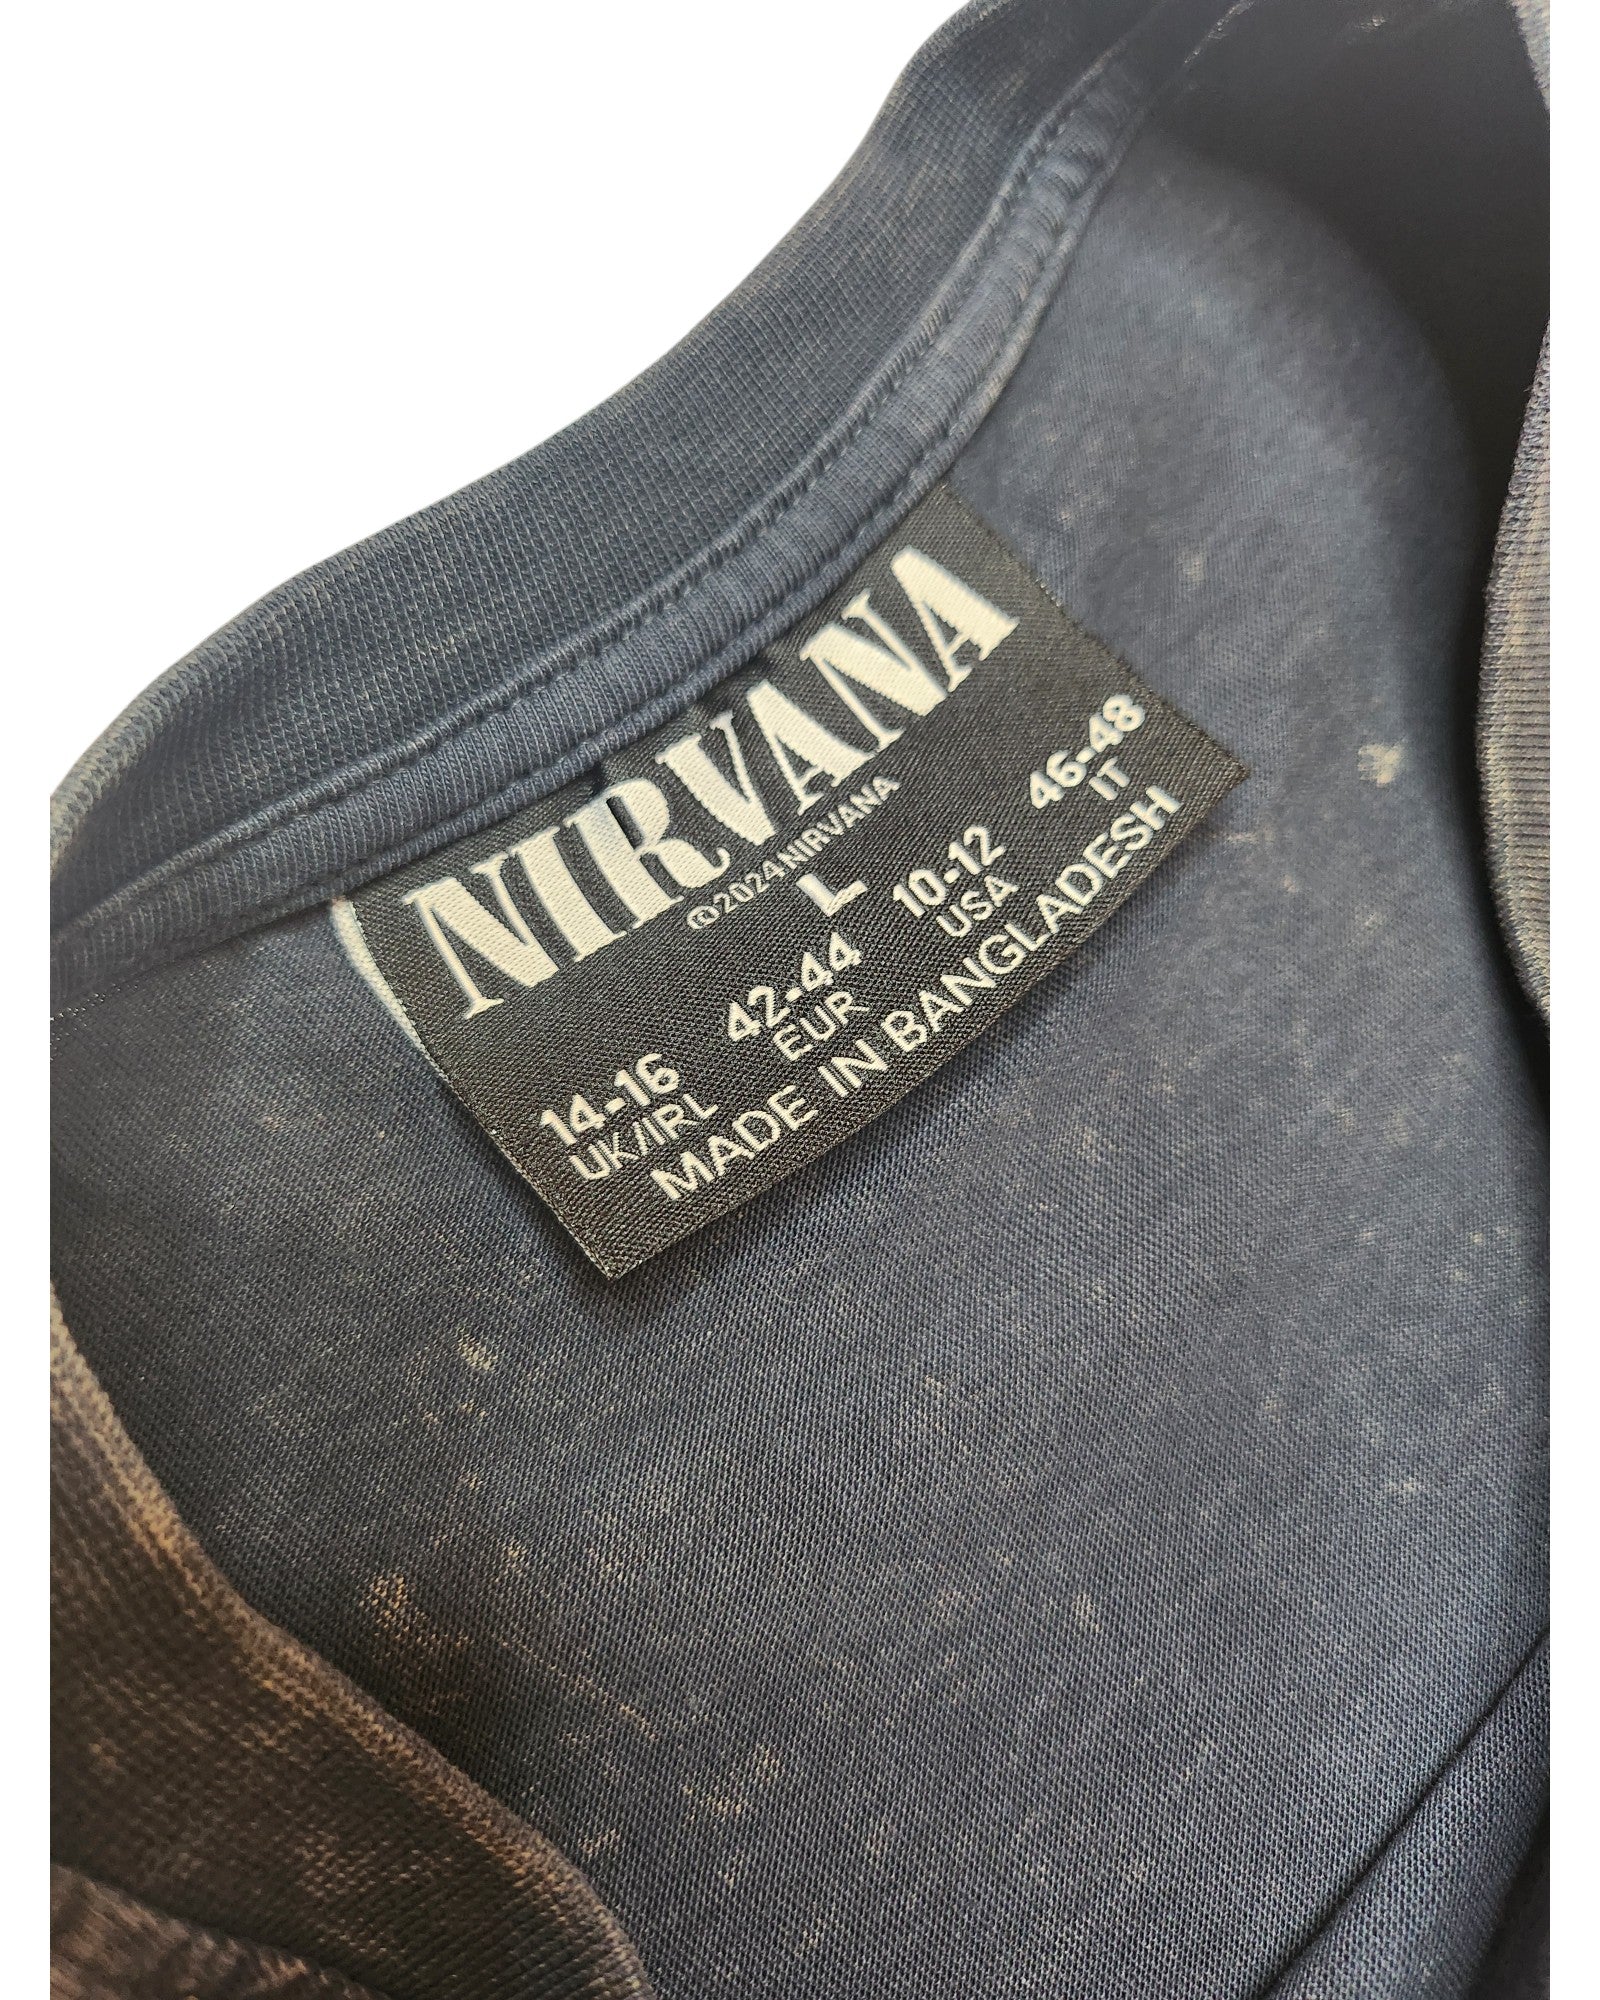 NIRVANA
©2024 NIRVANA
L
14-16 42-44 10-12 46-48
UK/IRL EUR USA IT
MADE IN BANGLADESH